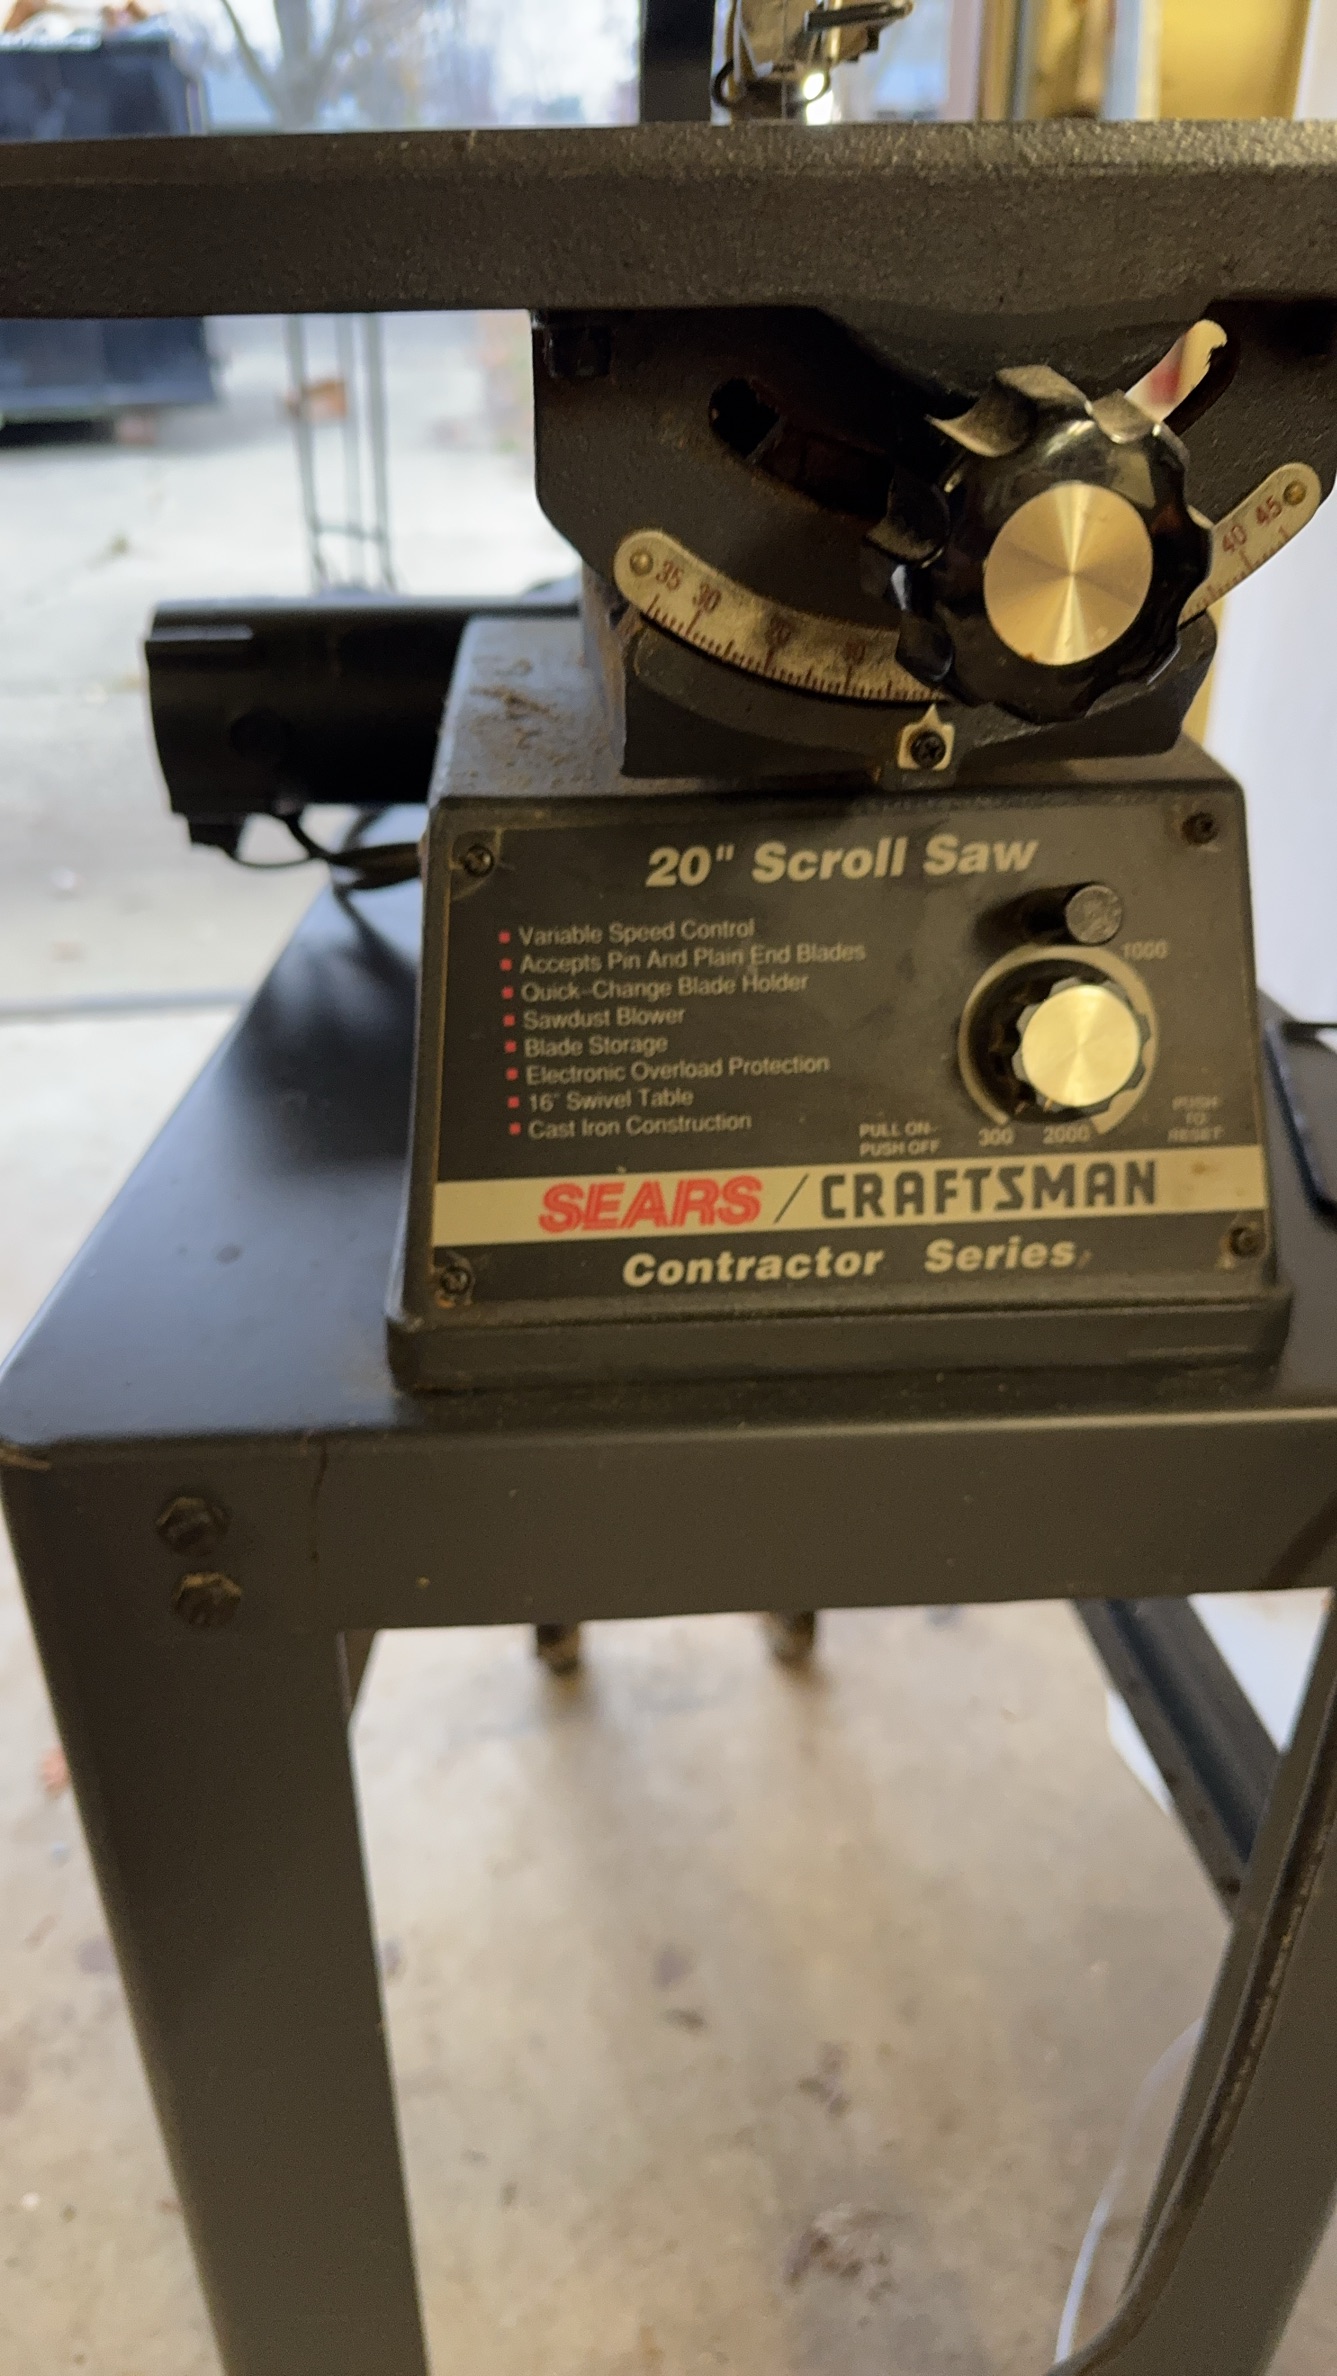 35 30 20 10 40 45
20" Scroll Saw
Variable Speed Control
Accepts Pin And Plain End Blades
Quick-Change Blade Holder
Sawdust Blower
Blade Storage
Electronic Overload Protection
16" Swivel Table
Cast Iron Construction
1000
300 2000
PULL ON-
PUSH OFF
PUSH
TO
RESET
SEARS / CRAFTSMAN
Contractor Series